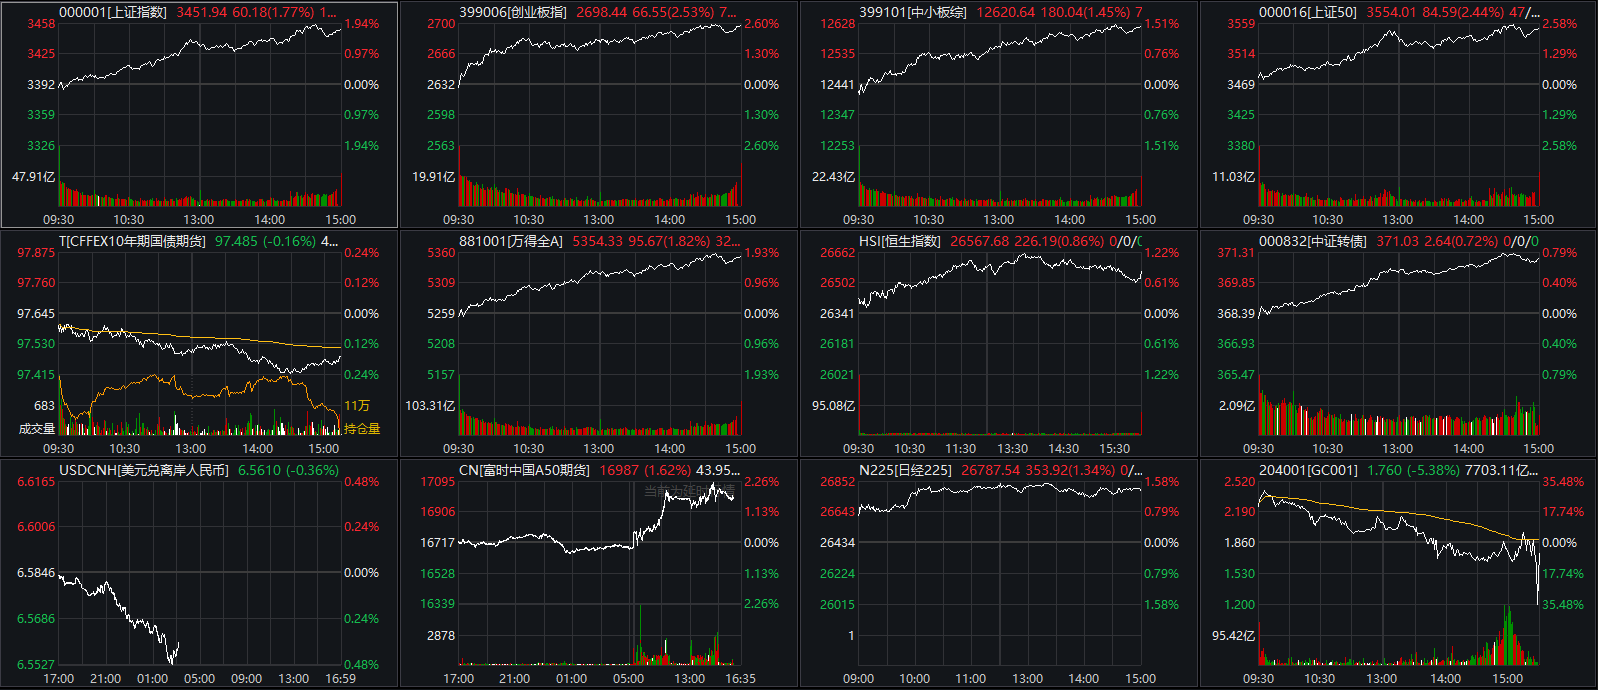 000001[上证指数] 3451.94 60.18(1.77%) 1...
3458 1.94%
3425 0.97%
3392 0.00%
3359 0.97%
3326 1.94%
47.91亿
09:30 10:30 13:00 14:00 15:00
399006[创业板指] 2698.44 66.55(2.53%) 7...
2700 2.60%
2666 1.30%
2632 0.00%
2598 1.30%
2563 2.60%
19.91亿
09:30 10:30 13:00 14:00 15:00
399101[中小板综] 12620.64 180.04(1.45%) 7
12628 1.51%
12535 0.76%
12441 0.00%
12347 0.76%
12253 1.51%
22.43亿
09:30 10:30 13:00 14:00 15:00
000016[上证50] 3554.01 84.59(2.44%) 47/...
3559 2.58%
3514 1.29%
3469 0.00%
3425 1.29%
3380 2.58%
11.03亿
09:30 10:30 13:00 14:00 15:00
T[CFFEX10年期国债期货] 97.485 (-0.16%) 4...
97.875 0.24%
97.760 0.12%
97.645 0.00%
97.530 0.12%
97.415 0.24%
683 11万
成交量 持仓量
09:30 10:30 13:00 14:00 15:00
881001[万得全A] 5354.33 95.67(1.82%) 32...
5360 1.93%
5309 0.96%
5259 0.00%
5208 0.96%
5157 1.93%
103.31亿
09:30 10:30 13:00 14:00 15:00
HSI[恒生指数] 26567.68 226.19(0.86%) 0/0/0
26662 1.22%
26502 0.61%
26341 0.00%
26181 0.61%
26021 1.22%
95.08亿
09:30 10:30 11:30 13:30 14:30 15:30
000832[中证转债] 371.03 2.64(0.72%) 0/0/0
371.31 0.79%
369.85 0.40%
368.39 0.00%
366.93 0.40%
365.47 0.79%
2.09亿
09:30 10:30 13:00 14:00 15:00
USDCNH[美元兑离岸人民币] 6.5610 (-0.36%)
6.6165 0.48%
6.6006 0.24%
6.5846 0.00%
6.5686 0.24%
6.5527 0.48%
17:00 21:00 01:00 05:00 09:00 13:00 16:59
CN[富时中国A50期货] 16987 (1.62%) 43.95...
当前为延时行情
17095 2.26%
16906 1.13%
16717 0.00%
16528 1.13%
16339 2.26%
2878
17:00 21:00 01:00 05:00 13:00 16:35
N225[日经225] 26787.54 353.92(1.34%) 0/...
26852 1.58%
26643 0.79%
26434 0.00%
26224 0.79%
26015 1.58%
1
09:00 10:00 11:00 13:00 14:00 15:00
204001[GC001] 1.760 (-5.38%) 7703.11亿...
2.520 35.48%
2.190 17.74%
1.860 0.00%
1.530 17.74%
1.200 35.48%
95.42亿
09:30 10:30 13:00 14:00 15:00